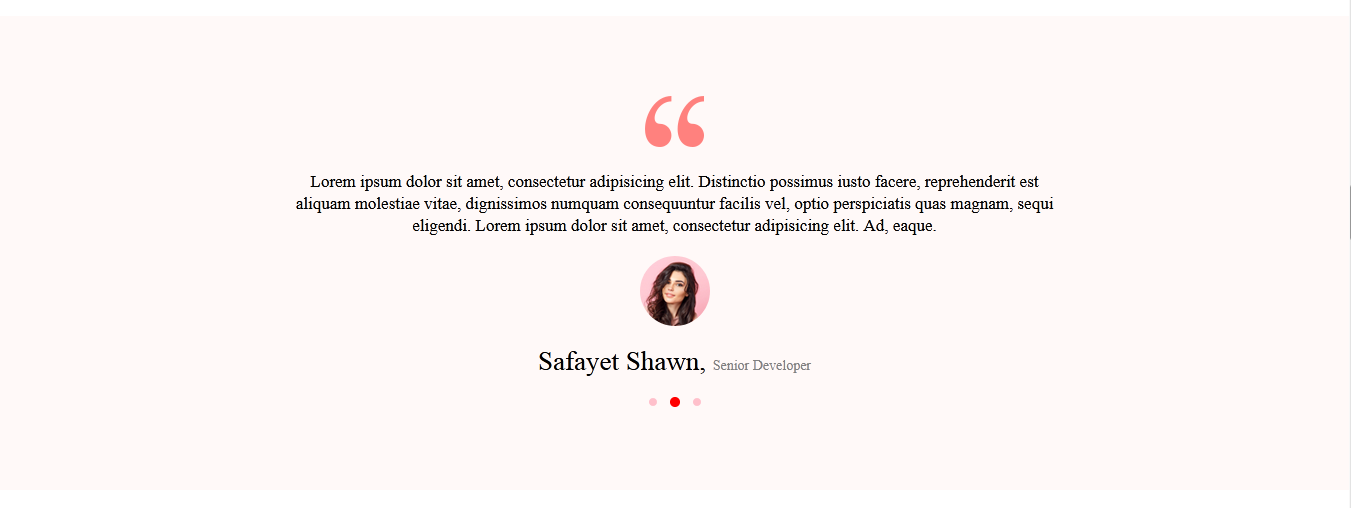 “
Lorem ipsum dolor sit amet, consectetur adipisicing elit. Distinctio possimus iusto facere, reprehenderit est
aliquam molestiae vitae, dignissimos numquam consequuntur facilis vel, optio perspiciatis quas magnam, sequi
eligendi. Lorem ipsum dolor sit amet, consectetur adipisicing elit. Ad, eaque.
Safayet Shawn, Senior Developer